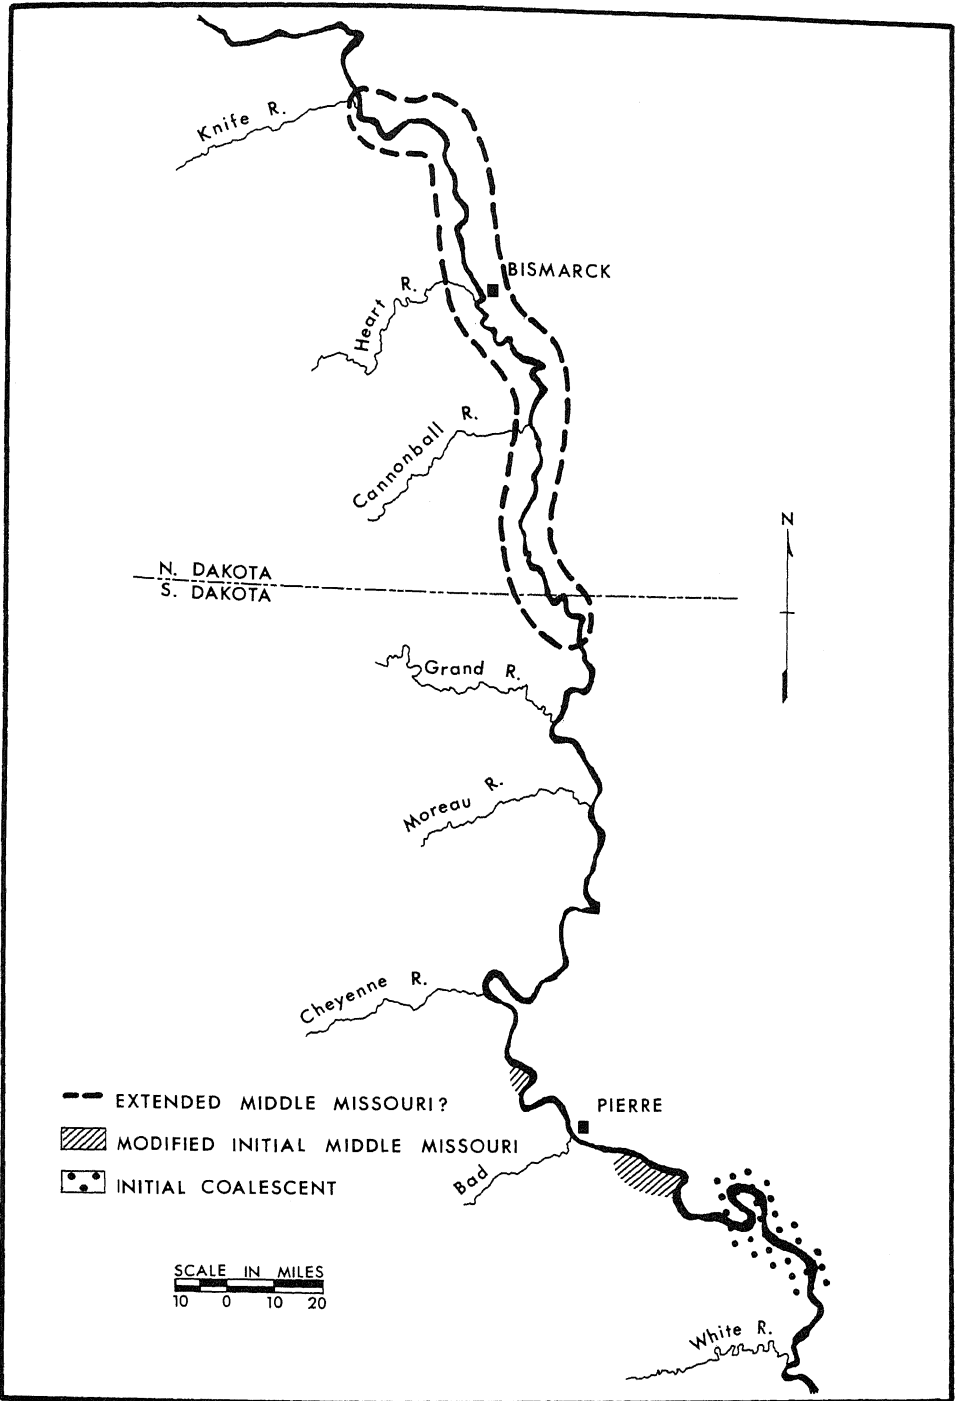 Knife R.
BISMARCK
Heart R.
Cannonball R.
N
N. DAKOTA
S. DAKOTA
Grand R.
Moreau R.
Cheyenne R.
EXTENDED MIDDLE MISSOURI?
PIERRE
MODIFIED INITIAL MIDDLE MISSOURI
Bad
INITIAL COALESCENT
SCALE IN MILES
10 0 10 20
White R.